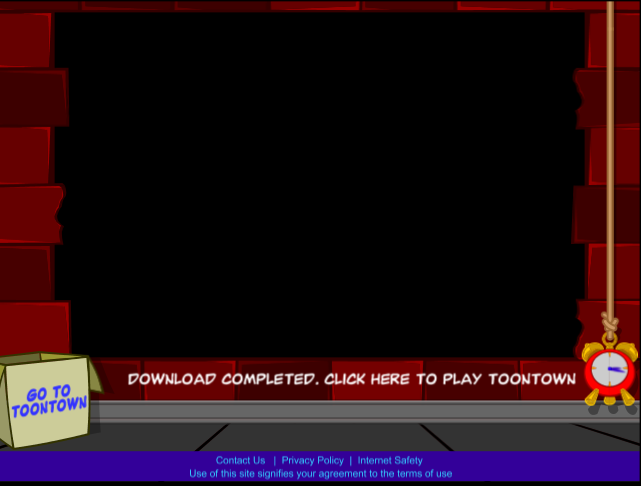 DOWNLOAD COMPLETED. CLICK HERE TO PLAY TOONTOWN
GO TO
TOONTOWN
Contact Us | Privacy Policy | Internet Safety
Use of this site signifies your agreement to the terms of use